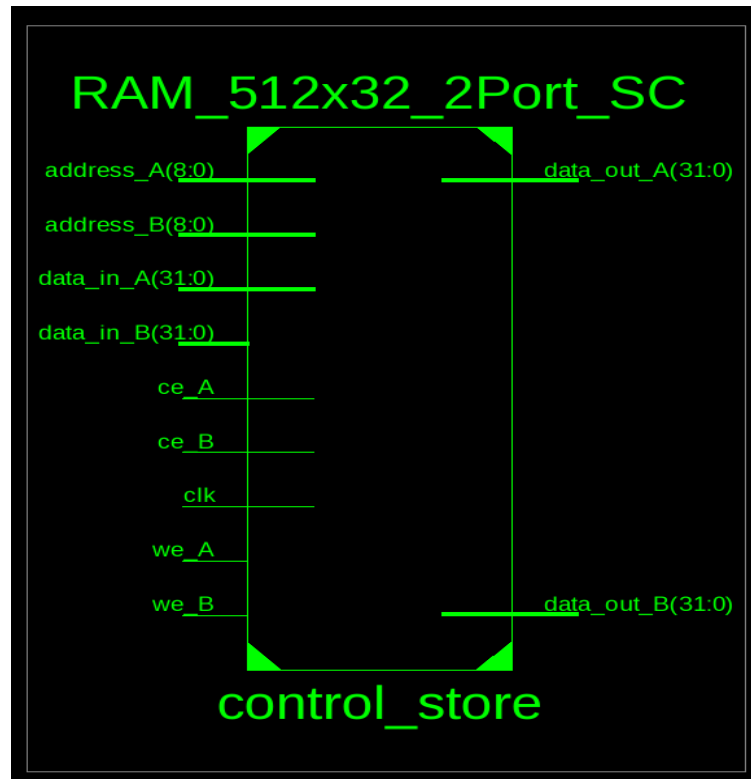 RAM_512x32_2Port_SC
address_A(8:0)
data_out_A(31:0)
address_B(8:0)
data_in_A(31:0)
data_in_B(31:0)
ce_A
ce_B
clk
we_A
we_B
data_out_B(31:0)
control_store